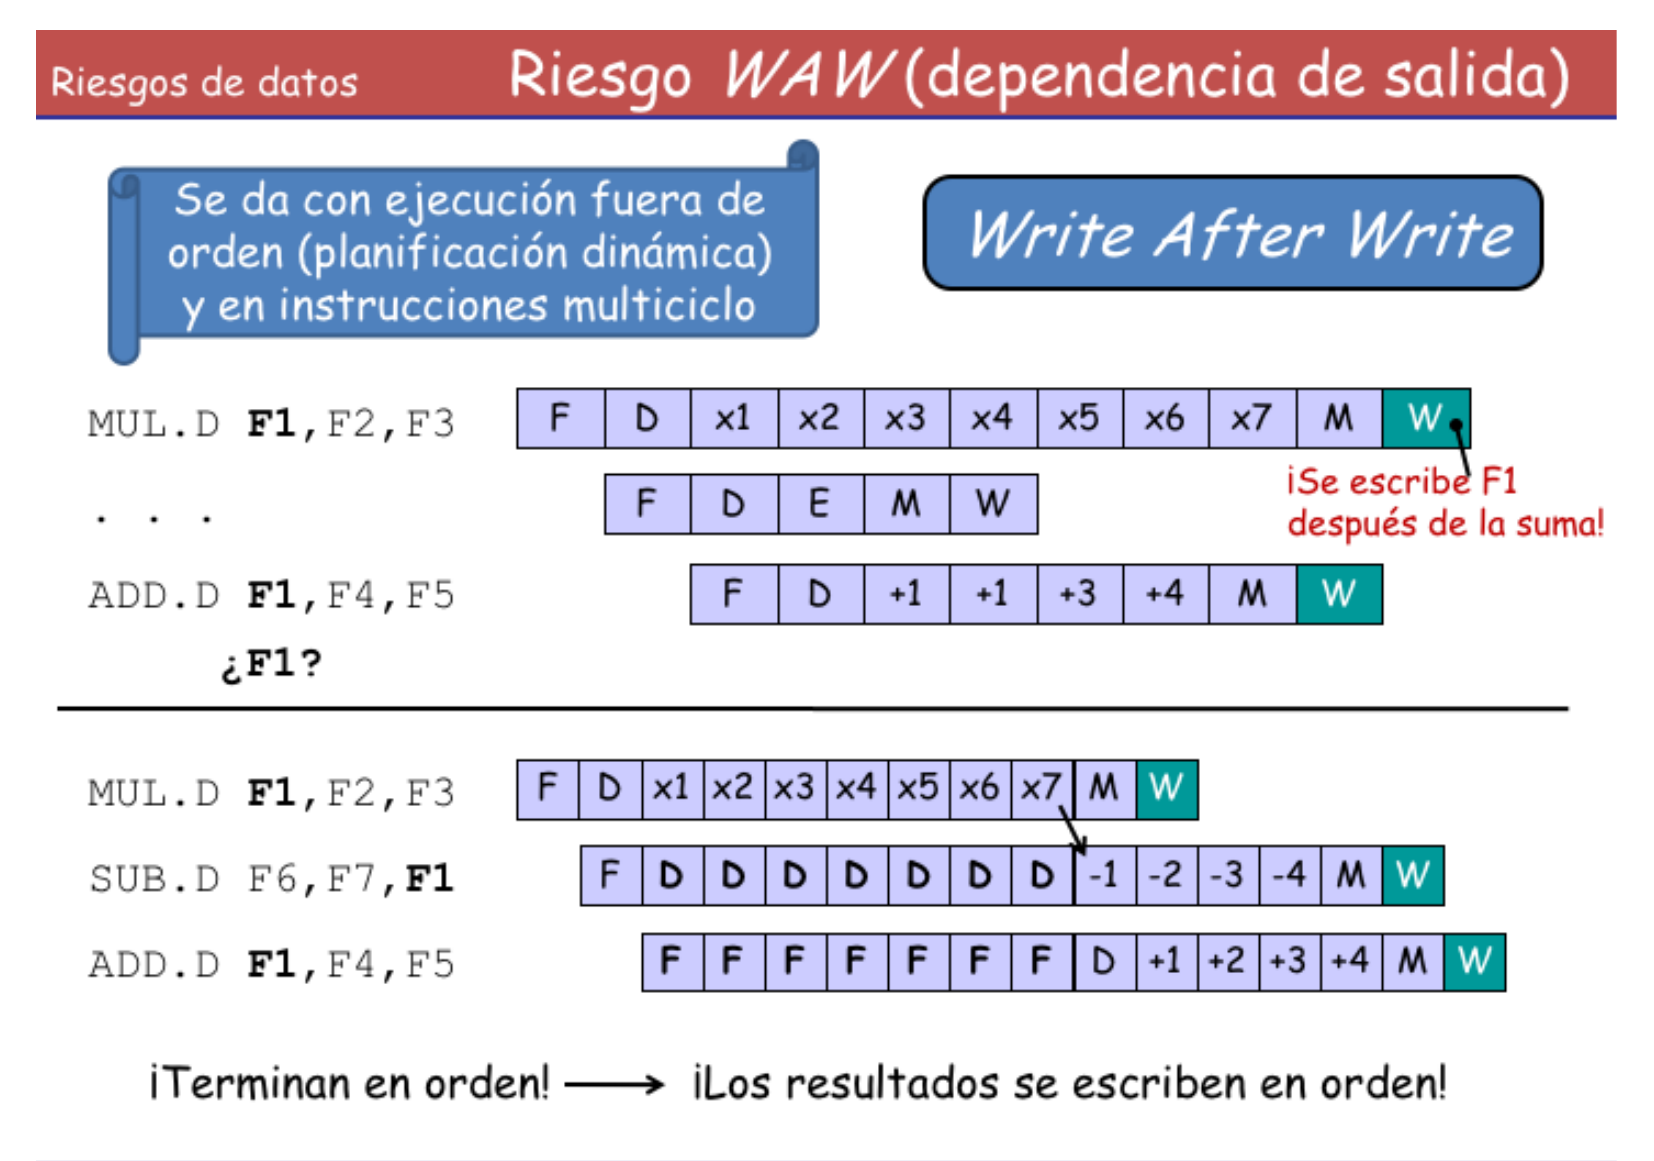 Riesgos de datos Riesgo WAW (dependencia de salida)
Se da con ejecución fuera de
orden (planificación dinámica)
y en instrucciones multiciclo
Write After Write
MUL.D F1,F2,F3 F D x1 x2 x3 x4 x5 x6 x7 M W
¡Se escribe F1
después de la suma!
. . . F D E M W
ADD.D F1,F4,F5 F D +1 +1 +3 +4 M W
¿F1?
MUL.D F1,F2,F3 F D x1 x2 x3 x4 x5 x6 x7 M W
SUB.D F6,F7,F1 F D D D D D D D -1 -2 -3 -4 M W
ADD.D F1,F4,F5 F F F F F F F D +1 +2 +3 +4 M W
¡Terminan en orden! ¡Los resultados se escriben en orden!